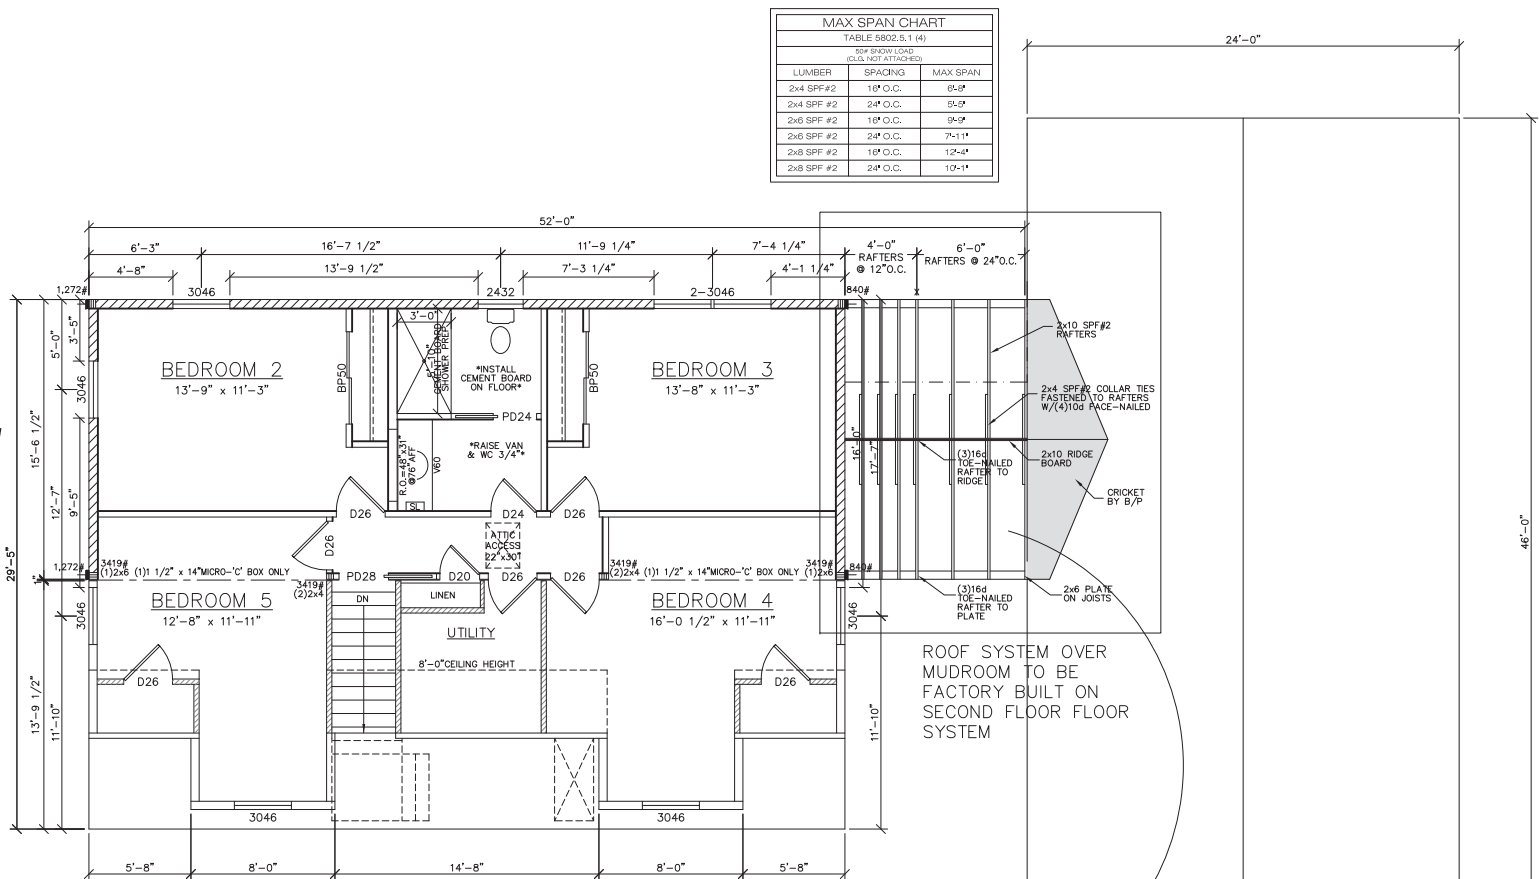 MAX SPAN CHART
TABLE 5802.5.1 (4)
50# SNOW LOAD
(CLG. NOT ATTACHED)
LUMBER SPACING MAX SPAN
2x4 SPF#2 16" O.C. 6'-8"
2x4 SPF #2 24" O.C. 5'-5"
2x6 SPF #2 16" O.C. 9'-9"
2x6 SPF #2 24" O.C. 7'-11"
2x8 SPF #2 16" O.C. 12'-4"
2x8 SPF #2 24" O.C. 10'-1"
24'-0"
52'-0"
6'-3" 16'-7 1/2" 11'-9 1/4" 7'-4 1/4" 4'-0" 6'-0"
RAFTERS
@ 12"O.C.
RAFTERS @ 24"O.C.
4'-8" 13'-9 1/2" 7'-3 1/4" 4'-1 1/4"
1,272# 3046 2432 2-3046 840#
3'-5"
5'-0"
3046
15'-6 1/2"
12'-7"
9'-5"
29'-5"
BEDROOM 2
13'-9" x 11'-3"
BP50
3'-0"
5'-10"
CEMENT BOARD
SHOWER PREP
*INSTALL
CEMENT BOARD
ON FLOOR*
PD24
*RAISE VAN
& WC 3/4"*
R.O.=48"x31"
@76"AFF
V60
SL
BP50
BEDROOM 3
13'-8" x 11'-3"
16'-0"
17'-7"
2x10 SPF#2
RAFTERS
2x4 SPF#2 COLLAR TIES
FASTENED TO RAFTERS
W/(4)10d FACE-NAILED
(3)16d
TOE-NAILED
RAFTER TO
RIDGE
2x10 RIDGE
BOARD
CRICKET
BY B/P
46'-0"
D26 D24 D26
D26
ATTIC
ACCESS
22"x30"
1,272# 3419#
(1)2x6 (1)1 1/2" x 14"MICRO-'C' BOX ONLY
3419#
(2)2x4
PD28 D20 D26 D26
3419#
(2)2x4 (1)1 1/2" x 14"MICRO-'C' BOX ONLY
3419#
(1)2x6
840#
DN
LINEN
3046
BEDROOM 5
12'-8" x 11'-11"
UTILITY
8'-0"CEILING HEIGHT
BEDROOM 4
16'-0 1/2" x 11'-11"
3046
(3)16d
TOE-NAILED
RAFTER TO
PLATE
2x6 PLATE
ON JOISTS
D26 D26
13'-9 1/2"
11'-10"
11'-10"
ROOF SYSTEM OVER
MUDROOM TO BE
FACTORY BUILT ON
SECOND FLOOR FLOOR
SYSTEM
3046 3046
5'-8" 8'-0" 14'-8" 8'-0" 5'-8"